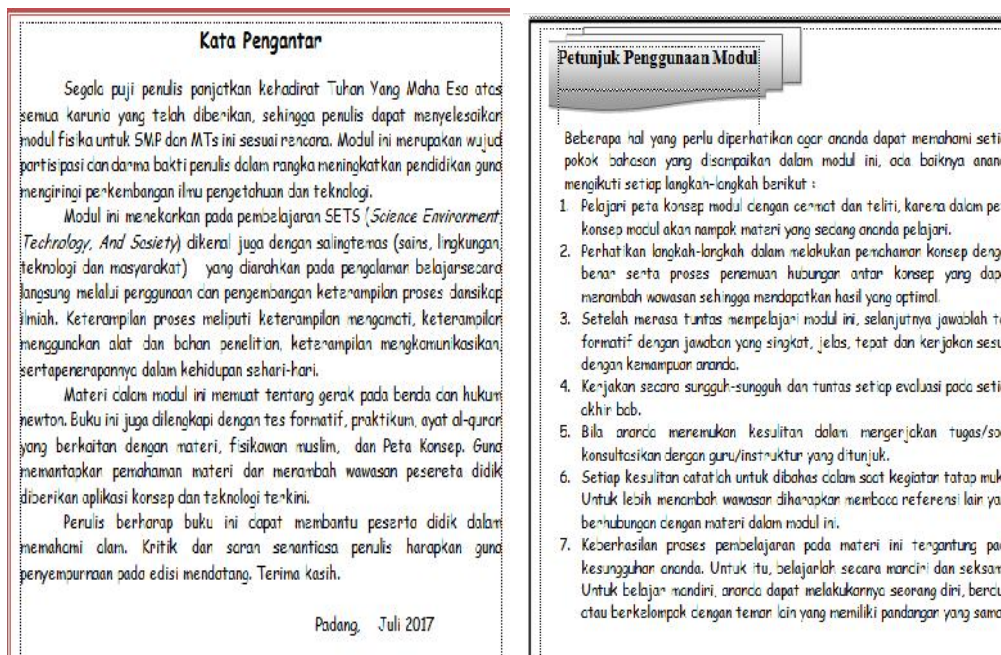 Kata Pengantar
Segala puji penulis panjatkan kehadirat Tuhan Yang Maha Esa atas
semua karunia yang telah diberikan, sehingga penulis dapat menyelesaikan
modul fisika untuk SMP dan MTs ini sesuai rencana. Modul ini merupakan wujud
partisipasi dan darma bakti penulis dalam rangka meningkatkan pendidikan guna
mengiringi perkembangan ilmu pengetahuan dan teknologi.
Modul ini menekankan pada pembelajaran SETS (Science Environment,
Technology, And Sosiety) dikenal juga dengan salingtemas (sains, lingkungan,
teknologi dan masyarakat) yang diarahkan pada pengalaman belajarsecara
langsung melalui penggunaan dan pengembangan keterampilan proses dansikap
ilmiah. Keterampilan proses meliputi keterampilan mengamati, keterampilan
menggunakan alat dan bahan penelitian, keterampilan mengkomunikasikan,
sertapenerapannya dalam kehidupan sehari-hari.
Materi dalam modul ini memuat tentang gerak pada benda dan hukum
newton. Buku ini juga dilengkapi dengan tes formatif, praktikum, ayat al-quran
yang berkaitan dengan materi, fisikawan muslim, dan Peta Konsep. Guna
memantapkan pemahaman materi dan menambah wawasan pesereta didik
diberikan aplikasi konsep dan teknologi terkini.
Penulis berharap buku ini dapat membantu peserta didik dalam
memahami alam. Kritik dan saran senantiasa penulis harapkan guna
penyempurnaan pada edisi mendatang. Terima kasih.
Padang, Juli 2017
Petunjuk Penggunaan Modul
Beberapa hal yang perlu diperhatikan agar ananda dapat memahami setia
pokok bahasan yang disampaikan dalam modul ini, ada baiknya anan
mengikuti setiap langkah-langkah berikut :
1. Pelajari peta konsep modul dengan cermat dan teliti, karena dalam pe
konsep modul akan nampak materi yang sedang ananda pelajari.
2. Perhatikan langkah-langkah dalam melakukan pemahaman konsep denga
benar serta proses penemuan hubungan antar konsep yang dapa
menambah wawasan sehingga mendapatkan hasil yang optimal.
3. Setelah merasa tuntas mempelajari modul ini, selanjutnya jawablah te
formatif dengan jawaban yang singkat, jelas, tepat dan kerjakan sesu
dengan kemampuan ananda.
4. Kerjakan secara sungguh-sungguh dan tuntas setiap evaluasi pada setia
akhir bab.
5. Bila ananda menemukan kesulitan dalam mengerjakan tugas/soa
konsultasikan dengan guru/instruktur yang ditunjuk.
6. Setiap kesulitan catatlah untuk dibahas dalam saat kegiatan tatap muk
Untuk lebih menambah wawasan diharapkan membaca referensi lain ya
berhubungan dengan materi dalam modul ini.
7. Keberhasilan proses pembelajaran pada materi ini tergantung pad
kesungguhan ananda. Untuk itu, belajarlah secara mandiri dan seksam
Untuk belajar mandiri, ananda dapat melakukannya seorang diri, berdu
atau berkelompok dengan teman lain yang memiliki pandangan yang sama